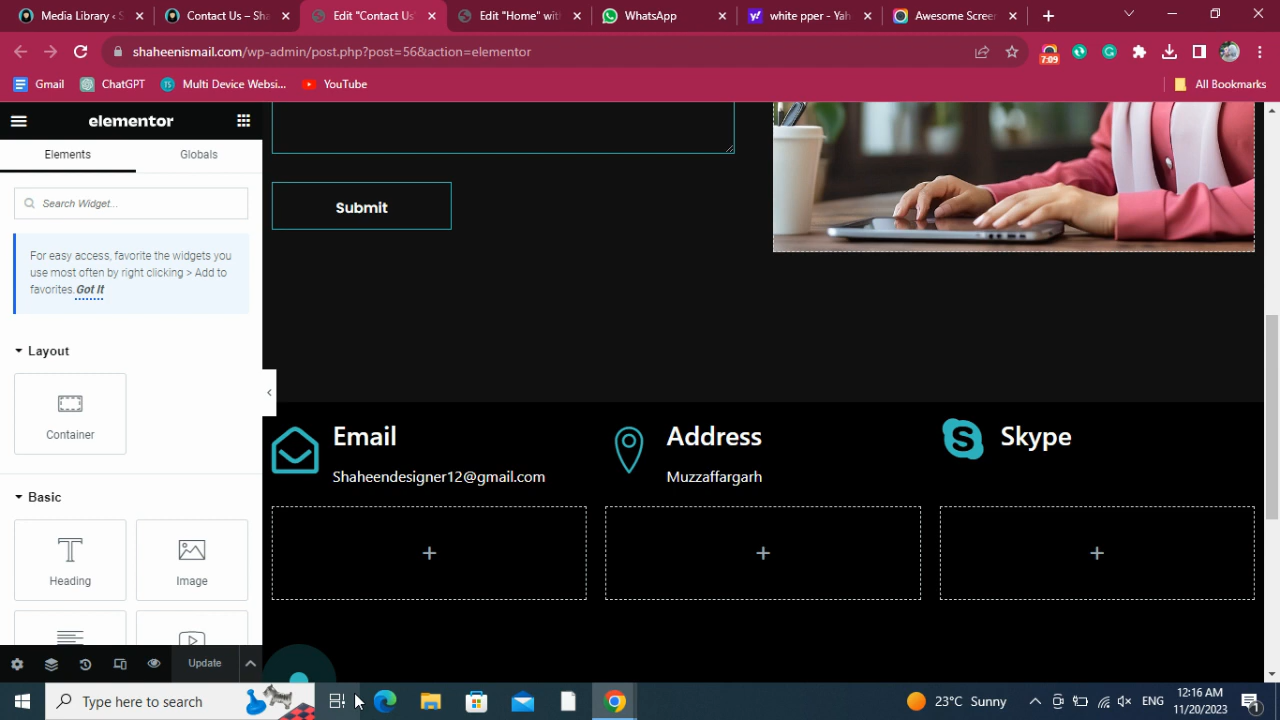 Media Library ‹ S
Contact Us – Sha
Edit "Contact Us"
Edit "Home" wit
WhatsApp
white pper - Yah
Awesome Screen
shaheenismail.com/wp-admin/post.php?post=56&action=elementor
7:09
Gmail
ChatGPT
Multi Device Websi...
YouTube
All Bookmarks
elementor
Elements
Globals
Search Widget...
For easy access, favorite the widgets you
use most often by right clicking > Add to
favorites. Got It
Layout
Container
Basic
Heading
Image
Update
Submit
Email
Shaheendesigner12@gmail.com
Address
Muzzaffargarh
Skype
Type here to search
23°C Sunny
ENG
12:16 AM
11/20/2023
1